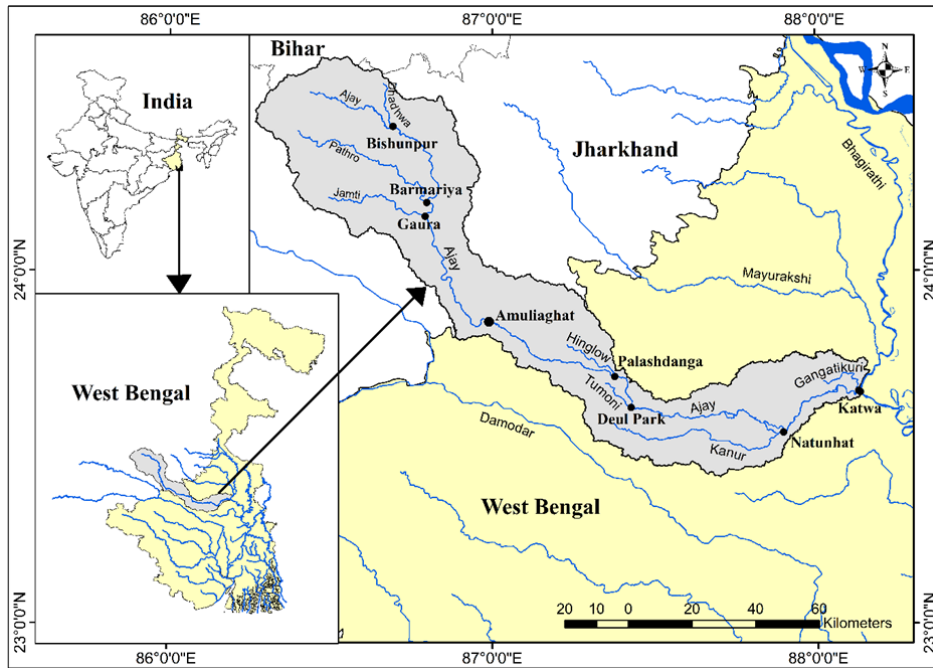 86°0'0"E
87°0'0"E
88°0'0"E
Bihar
N
W
E
S
India
Ajay
Dhadhwa
Bishunpur
Jharkhand
Bhagirathi
Pathro
Barmariya
Jamti
Gaura
24°0'0"N
Ajay
Mayurakshi
24°0'0"N
Amuliaghat
Hinglow
Palashdanga
Gangatikuri
West Bengal
Tumoni
Ajay
Katwa
Damodar
Deul Park
Natunhat
Kanur
West Bengal
20 10 0 20 40 60
Kilometers
23°0'0"N
23°0'0"N
86°0'0"E
87°0'0"E
88°0'0"E